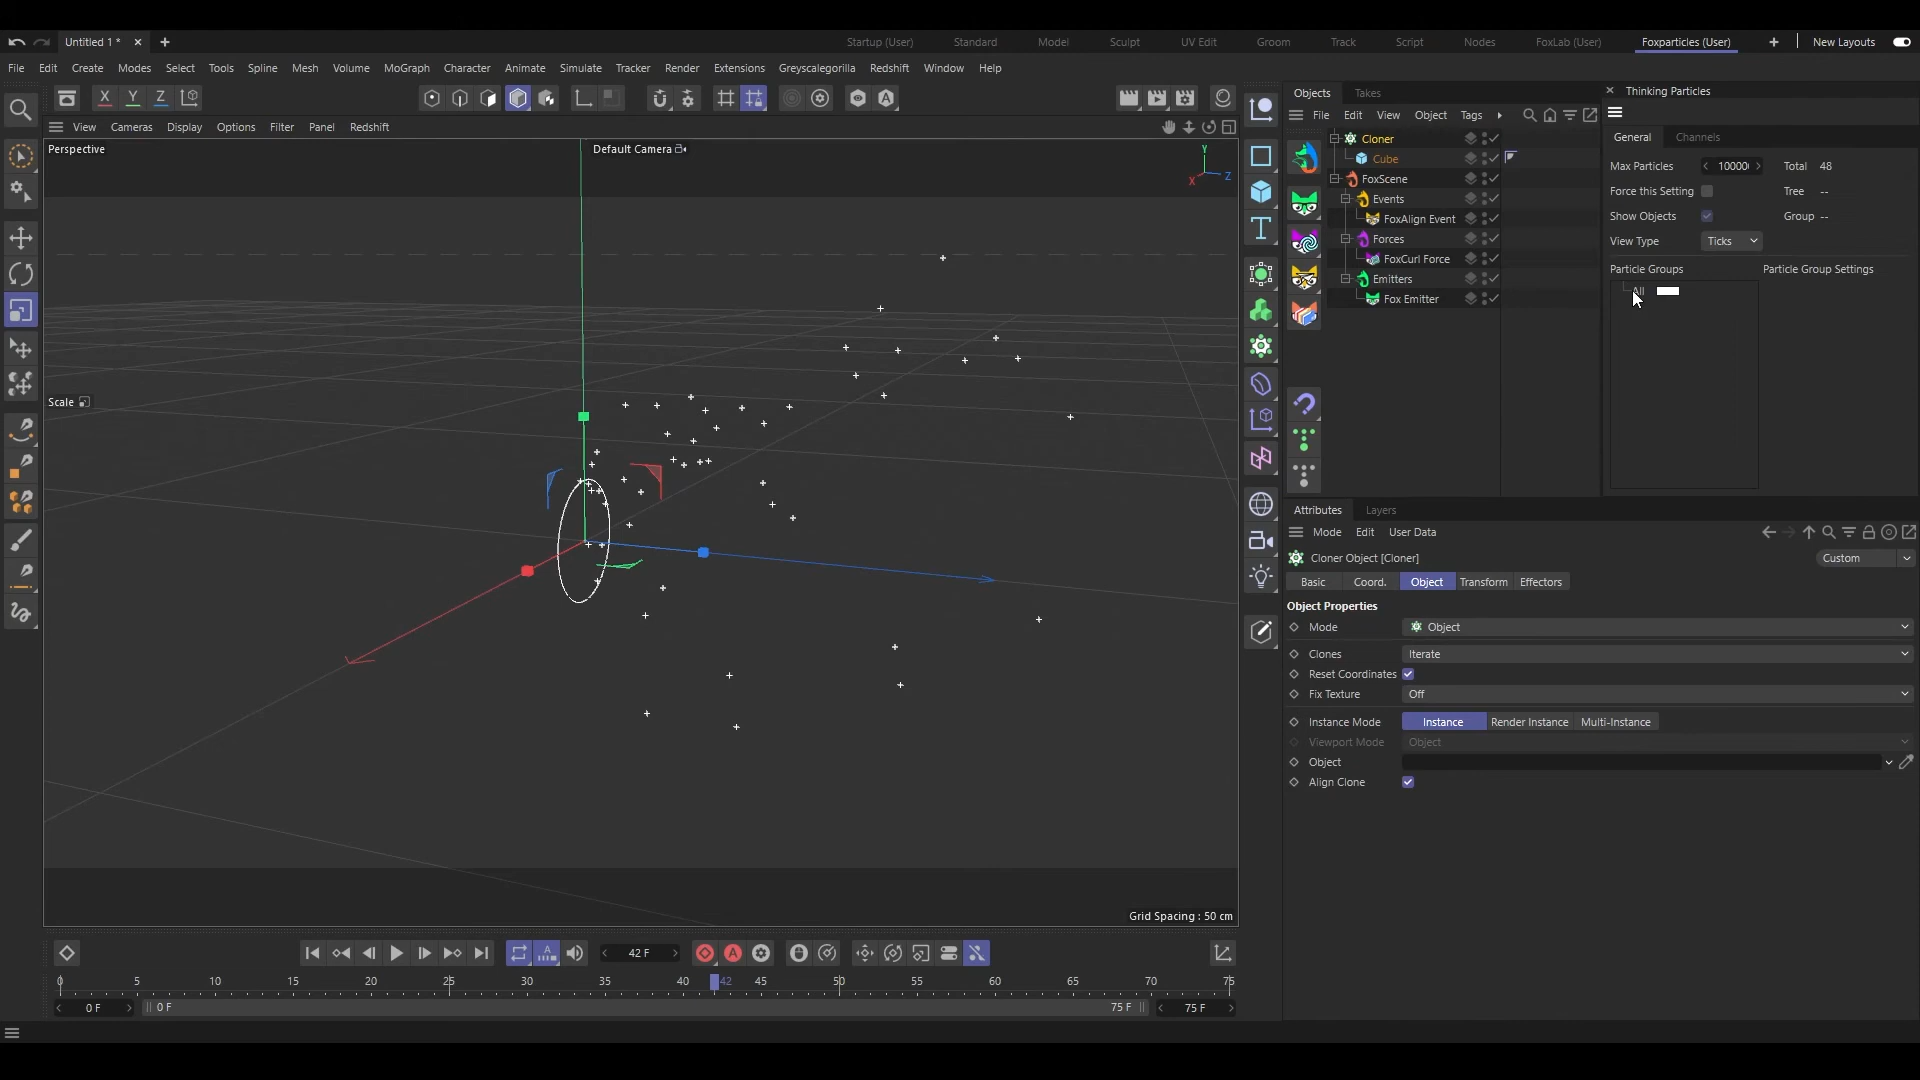 Untitled 1 *
Startup (User)
Standard
Model
Sculpt
UV Edit
Groom
Track
Script
Nodes
FoxLab (User)
Foxparticles (User)
New Layouts
File Edit Create Modes Select Tools Spline Mesh Volume MoGraph Character Animate Simulate Tracker Render Extensions Greyscalegorilla Redshift Window Help
X Y Z
View Cameras Display Options Filter Panel Redshift
Perspective
Default Camera
Y
X
Z
Scale
Grid Spacing : 50 cm
Objects Takes
File Edit View Object Tags
Cloner
Cube
FoxScene
Events
FoxAlign Event
Forces
FoxCurl Force
Emitters
Fox Emitter
Thinking Particles
General Channels
Max Particles 10000 Total 48
Force this Setting Tree --
Show Objects Group --
View Type Ticks
Particle Groups Particle Group Settings
All
Attributes Layers
Mode Edit User Data
Cloner Object [Cloner] Custom
Basic Coord. Object Transform Effectors
Object Properties
Mode Object
Clones Iterate
Reset Coordinates
Fix Texture Off
Instance Mode Instance Render Instance Multi-Instance
Viewport Mode Object
Object
Align Clone
42 F
0 5 10 15 20 25 30 35 40 42 45 50 55 60 65 70 75
0 F 0 F 75 F 75 F